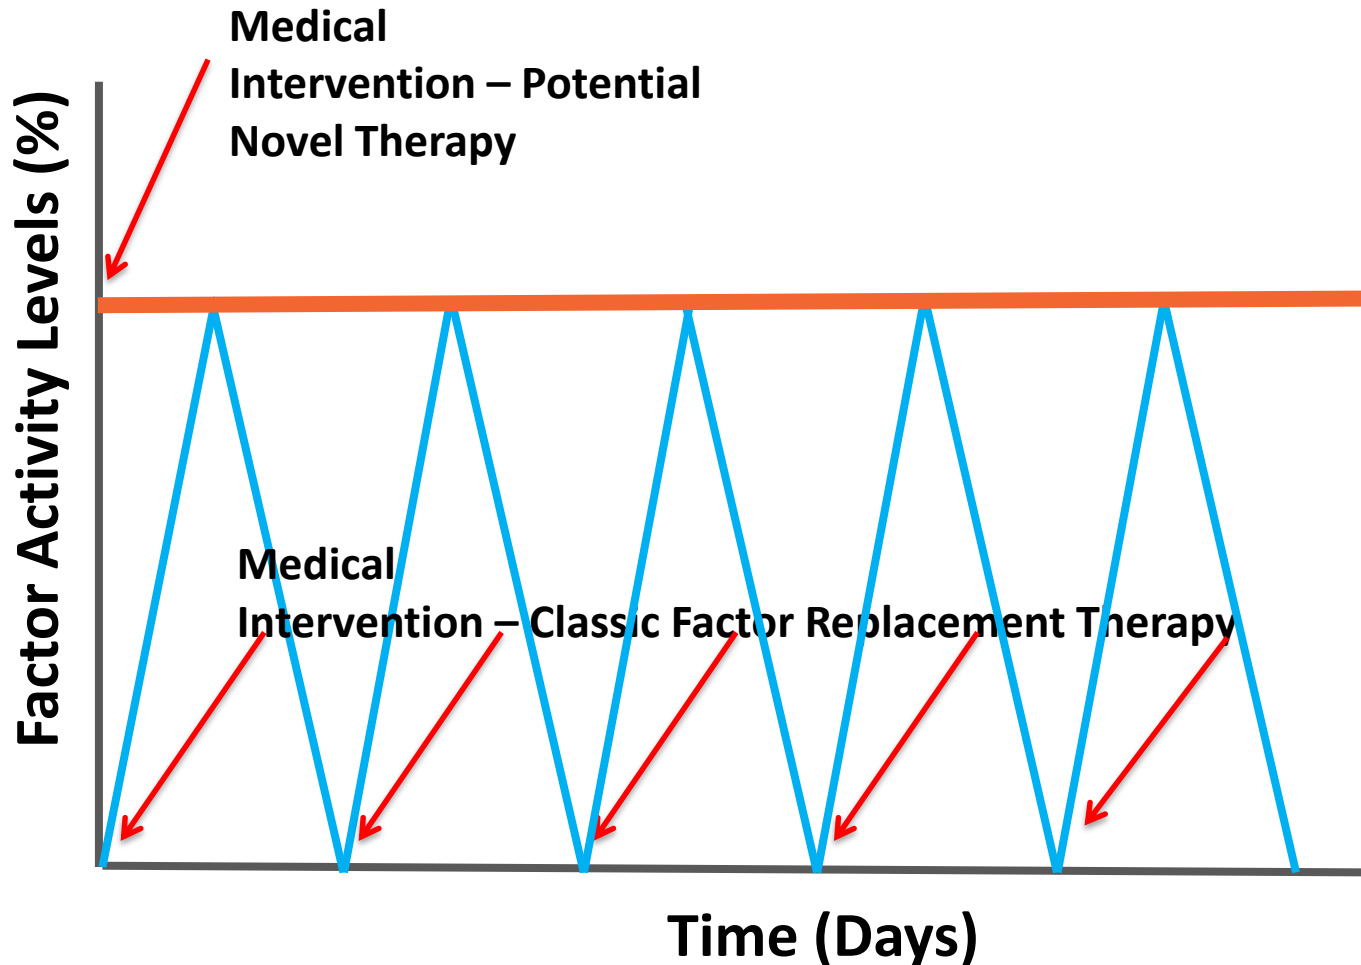 Medical
Intervention – Potential
Novel Therapy
Factor Activity Levels (%)
Medical
Intervention – Classic Factor Replacement Therapy
Time (Days)